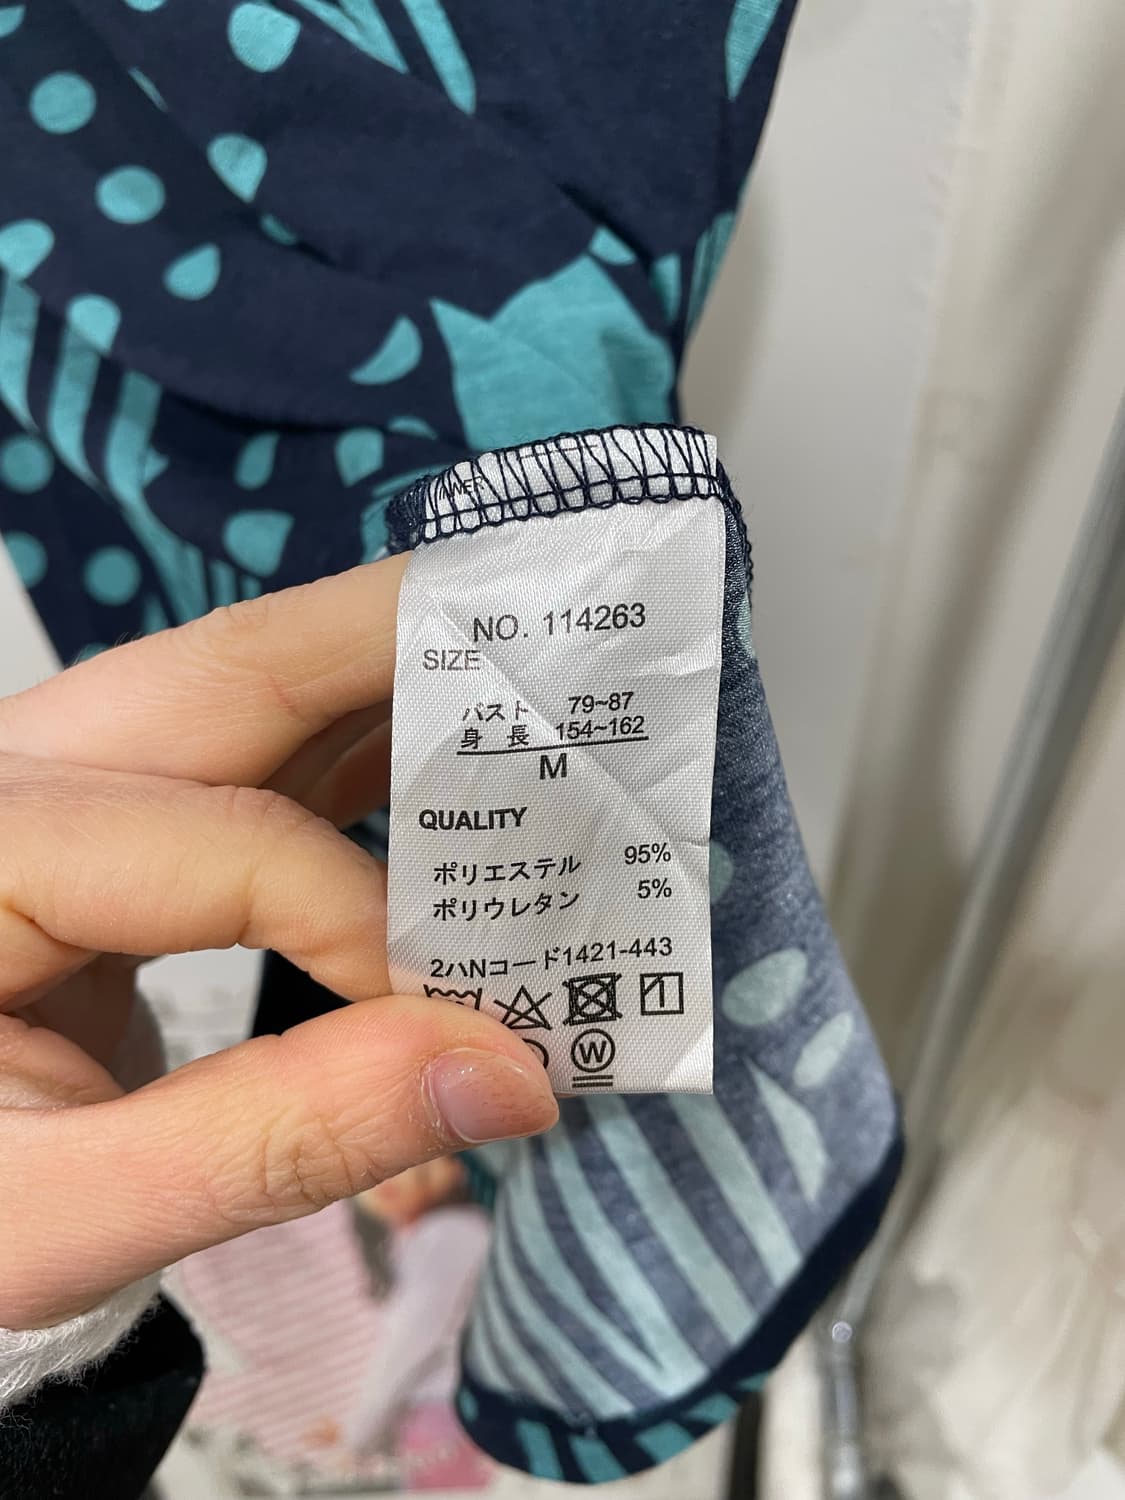 INNER
NO. 114263
SIZE
バスト 79~87
身 長 154~162
M
QUALITY
ポリエステル 95%
ポリウレタン 5%
2ハNコード1421-443
W